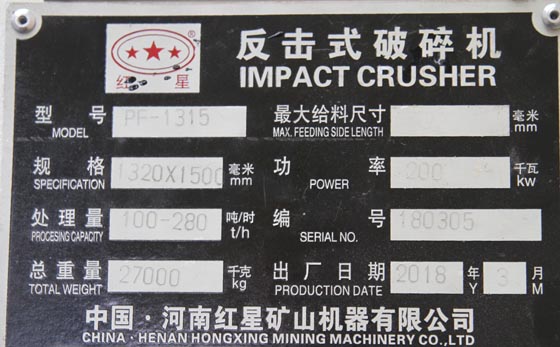 红星
®
反击式破碎机
IMPACT CRUSHER
型 号 PF-1315
MODEL
最大给料尺寸 毫米
MAX. FEEDING SIDE LENGTH mm
规 格 1320X1500 毫米
SPECIFICATION mm
功 率 200 千瓦
POWER kw
处理量 100-280 吨/时
PROCESING CAPACITY t/h
编 号 180305
SERIAL NO.
总重量 27000 千克
TOTAL WEIGHT kg
出厂日期 2018 年 3 月
PRODUCTION DATE Y M
中国·河南红星矿山机器有限公司
CHINA·HENAN HONGXING MINING MACHINERY CO.,LTD